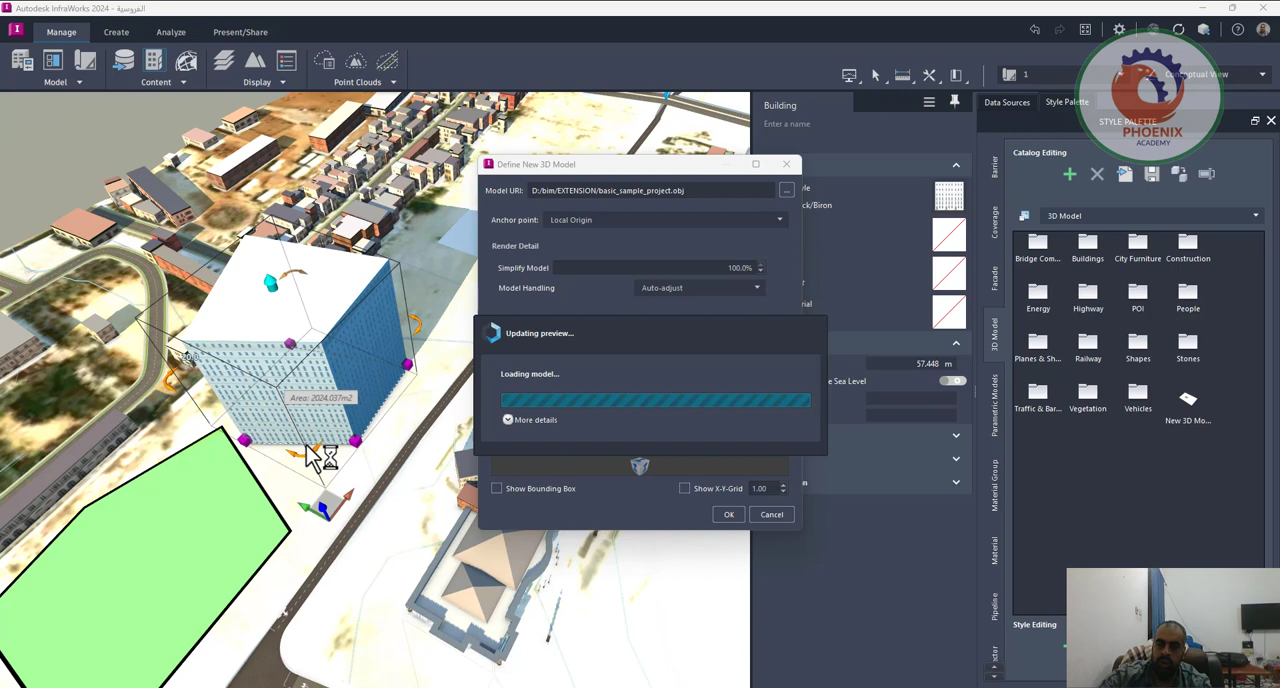 Autodesk InfraWorks 2024 - الفروسية
Manage
Create
Analyze
Present/Share
Model
Content
Display
Point Clouds
1
Conceptual View
PHOENIX
ACADEMY
Building
Enter a name
57.448 m
e Sea Level
Area: 2024.037m2
Define New 3D Model
Model URI: D:/bim/EXTENSION/basic_sample_project.obj
...
Anchor point: Local Origin
Render Detail
Simplify Model 100.0%
Model Handling Auto-adjust
Updating preview...
Loading model...
More details
Show Bounding Box
Show X-Y-Grid 1.00
OK
Cancel
Data Sources
Style Palette
STYLE PALETTE
Catalog Editing
3D Model
Bridge Com...
Buildings
City Furniture
Construction
Energy
Highway
POI
People
Planes & Sh...
Railway
Shapes
Stones
Traffic & Bar...
Vegetation
Vehicles
New 3D Mo...
Style Editing
Barrier
Coverage
Facade
3D Model
Parametric Models
Material Group
Material
Pipeline